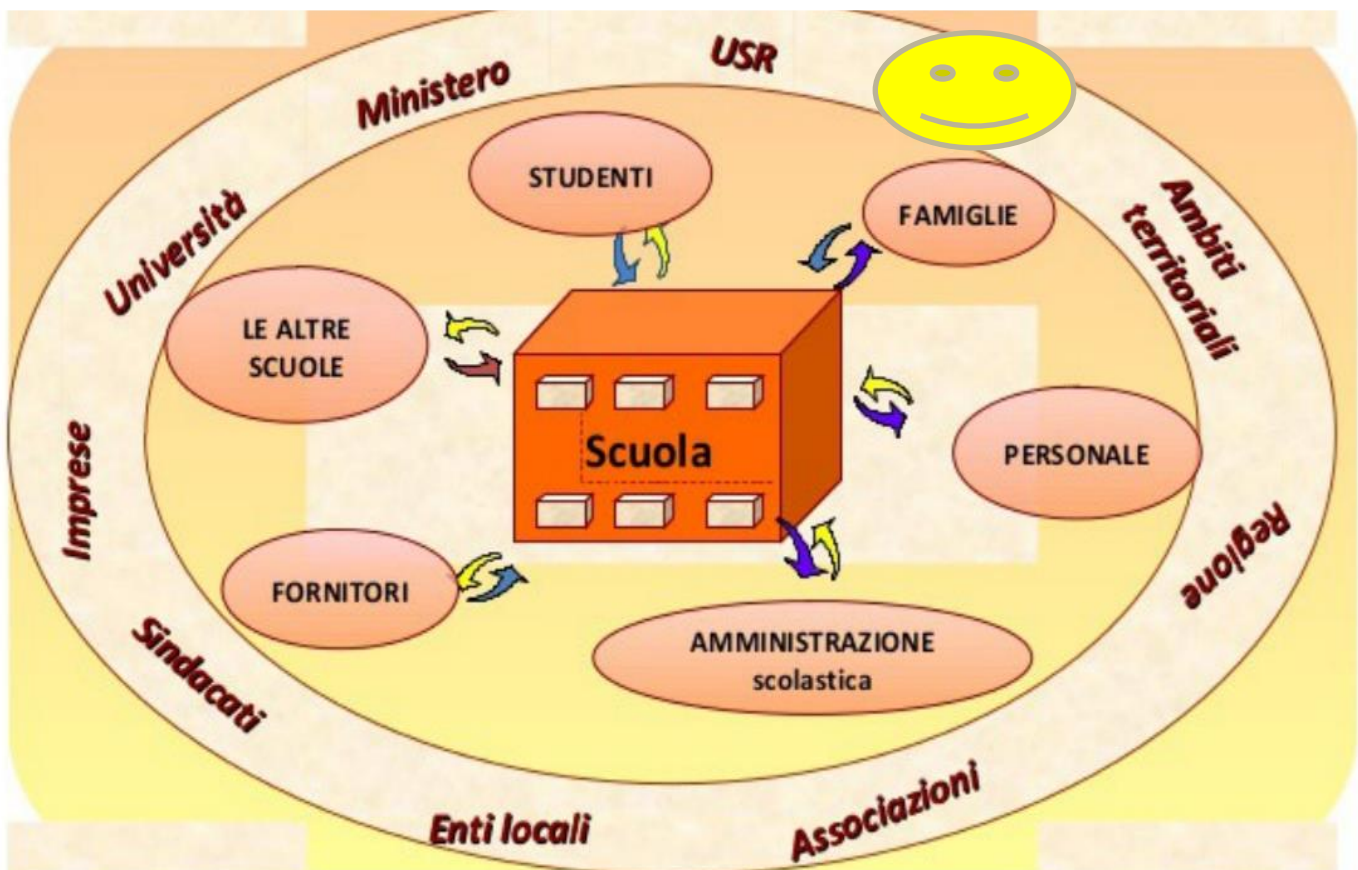 USR
Ministero
Università
Imprese
Sindacati
Enti locali
Associazioni
Regione
Ambiti
territoriali
STUDENTI
FAMIGLIE
LE ALTRE
SCUOLE
Scuola
PERSONALE
FORNITORI
AMMINISTRAZIONE
scolastica